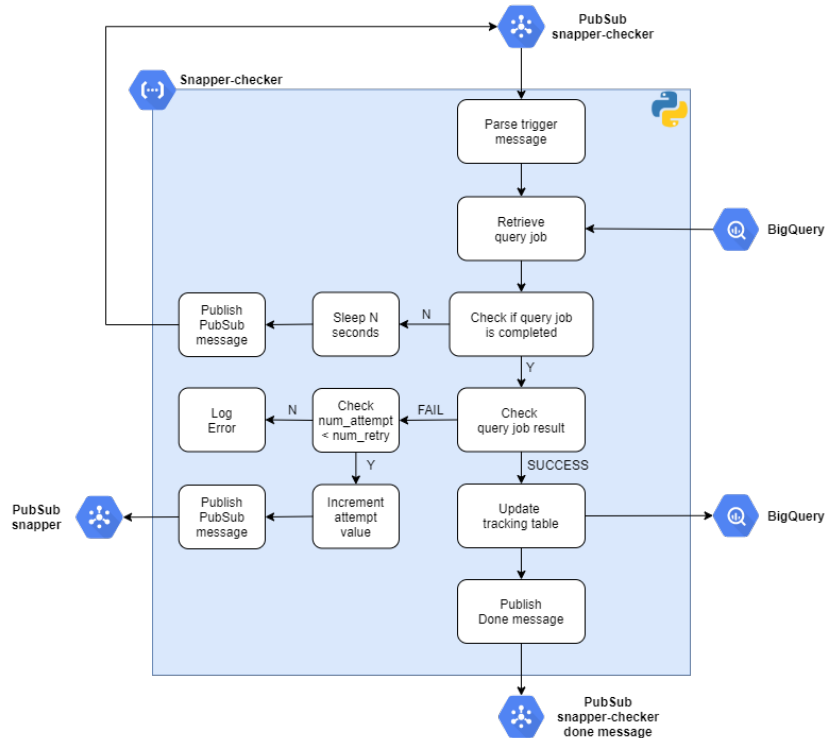 PubSub
snapper-checker
Snapper-checker
Parse trigger
message
Retrieve
query job
BigQuery
Publish
PubSub
message
Sleep N
seconds
N
Check if query job
is completed
Y
Log
Error
N
Check
num_attempt
< num_retry
FAIL
Check
query job result
Y
SUCCESS
PubSub
snapper
Publish
PubSub
message
Increment
attempt
value
Update
tracking table
BigQuery
Publish
Done message
PubSub
snapper-checker
done message